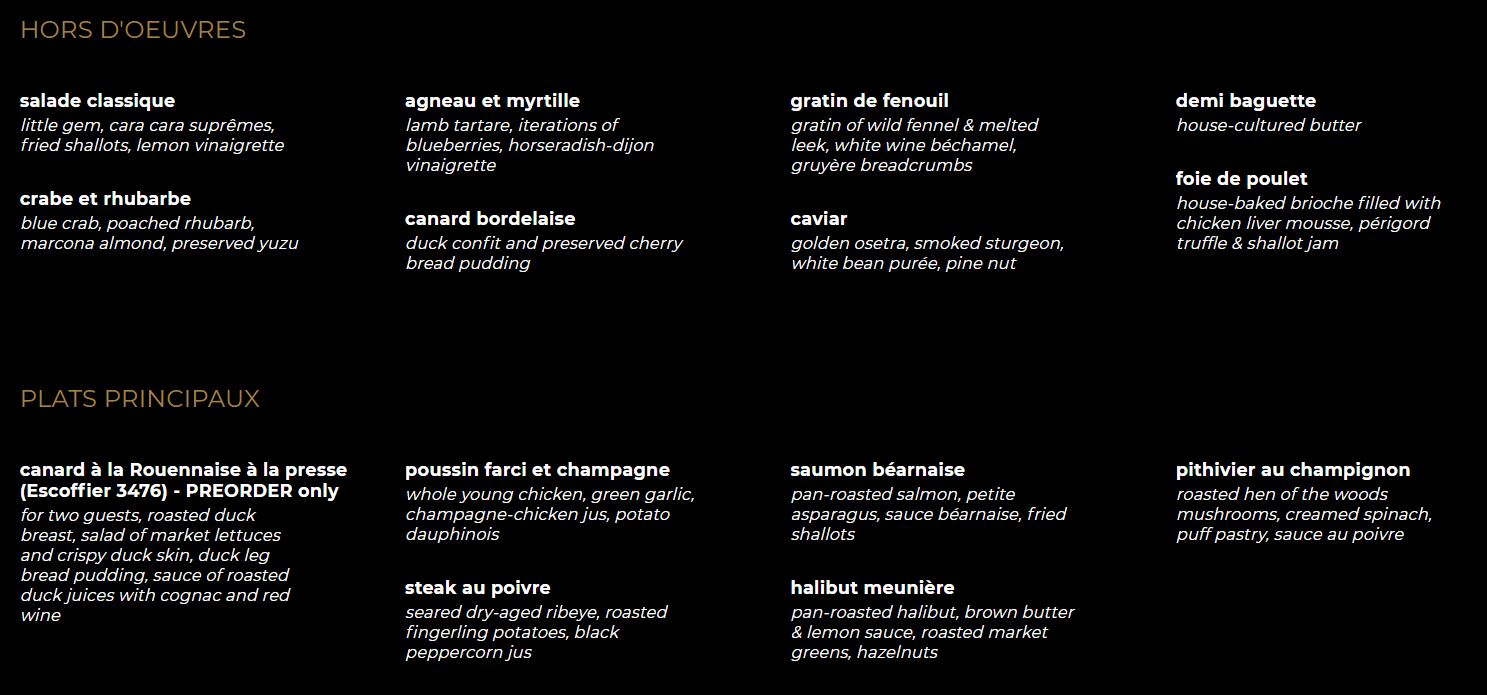 HORS D'OEUVRES
salade classique
little gem, cara cara suprêmes,
fried shallots, lemon vinaigrette
crabe et rhubarbe
blue crab, poached rhubarb,
marcona almond, preserved yuzu
agneau et myrtille
lamb tartare, iterations of
blueberries, horseradish-dijon
vinaigrette
canard bordelaise
duck confit and preserved cherry
bread pudding
gratin de fenouil
gratin of wild fennel & melted
leek, white wine béchamel,
gruyère breadcrumbs
caviar
golden osetra, smoked sturgeon,
white bean purée, pine nut
demi baguette
house-cultured butter
foie de poulet
house-baked brioche filled with
chicken liver mousse, périgord
truffle & shallot jam
PLATS PRINCIPAUX
canard à la Rouennaise à la presse
(Escoffier 3476) - PREORDER only
for two guests, roasted duck
breast, salad of market lettuces
and crispy duck skin, duck leg
bread pudding, sauce of roasted
duck juices with cognac and red
wine
poussin farci et champagne
whole young chicken, green garlic,
champagne-chicken jus, potato
dauphinois
steak au poivre
seared dry-aged ribeye, roasted
fingerling potatoes, black
peppercorn jus
saumon béarnaise
pan-roasted salmon, petite
asparagus, sauce béarnaise, fried
shallots
halibut meunière
pan-roasted halibut, brown butter
& lemon sauce, roasted market
greens, hazelnuts
pithivier au champignon
roasted hen of the woods
mushrooms, creamed spinach,
puff pastry, sauce au poivre